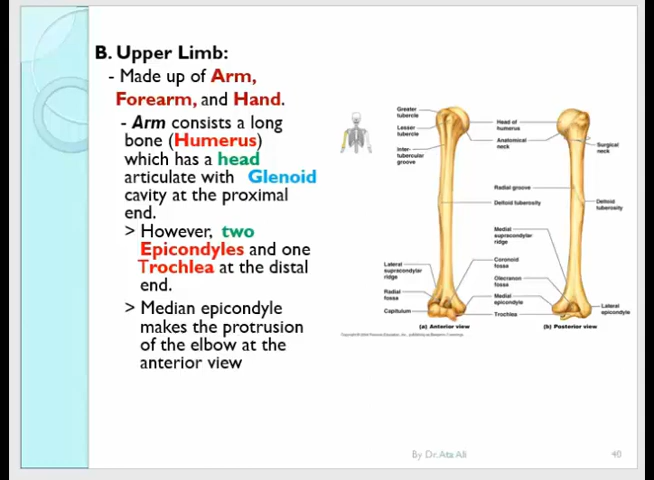 B. Upper Limb:
- Made up of Arm,
Forearm, and Hand.
- Arm consists a long
bone (Humerus)
which has a head
articulate with Glenoid
cavity at the proximal
end.
> However, two
Epicondyles and one
Trochlea at the distal
end.
> Median epicondyle
makes the protrusion
of the elbow at the
anterior view
Greater
tubercle
Lesser
tubercle
Inter-
tubercular
groove
Head of
humerus
Anatomical
neck
Surgical
neck
Radial groove
Deltoid tuberosity
Deltoid
tuberosity
Medial
supracondylar
ridge
Lateral
supracondylar
ridge
Coronoid
fossa
Olecranon
fossa
Radial
fossa
Medial
epicondyle
Capitulum
Trochlea
Lateral
epicondyle
(a) Anterior view
(b) Posterior view
By Dr. Ata Ali
40